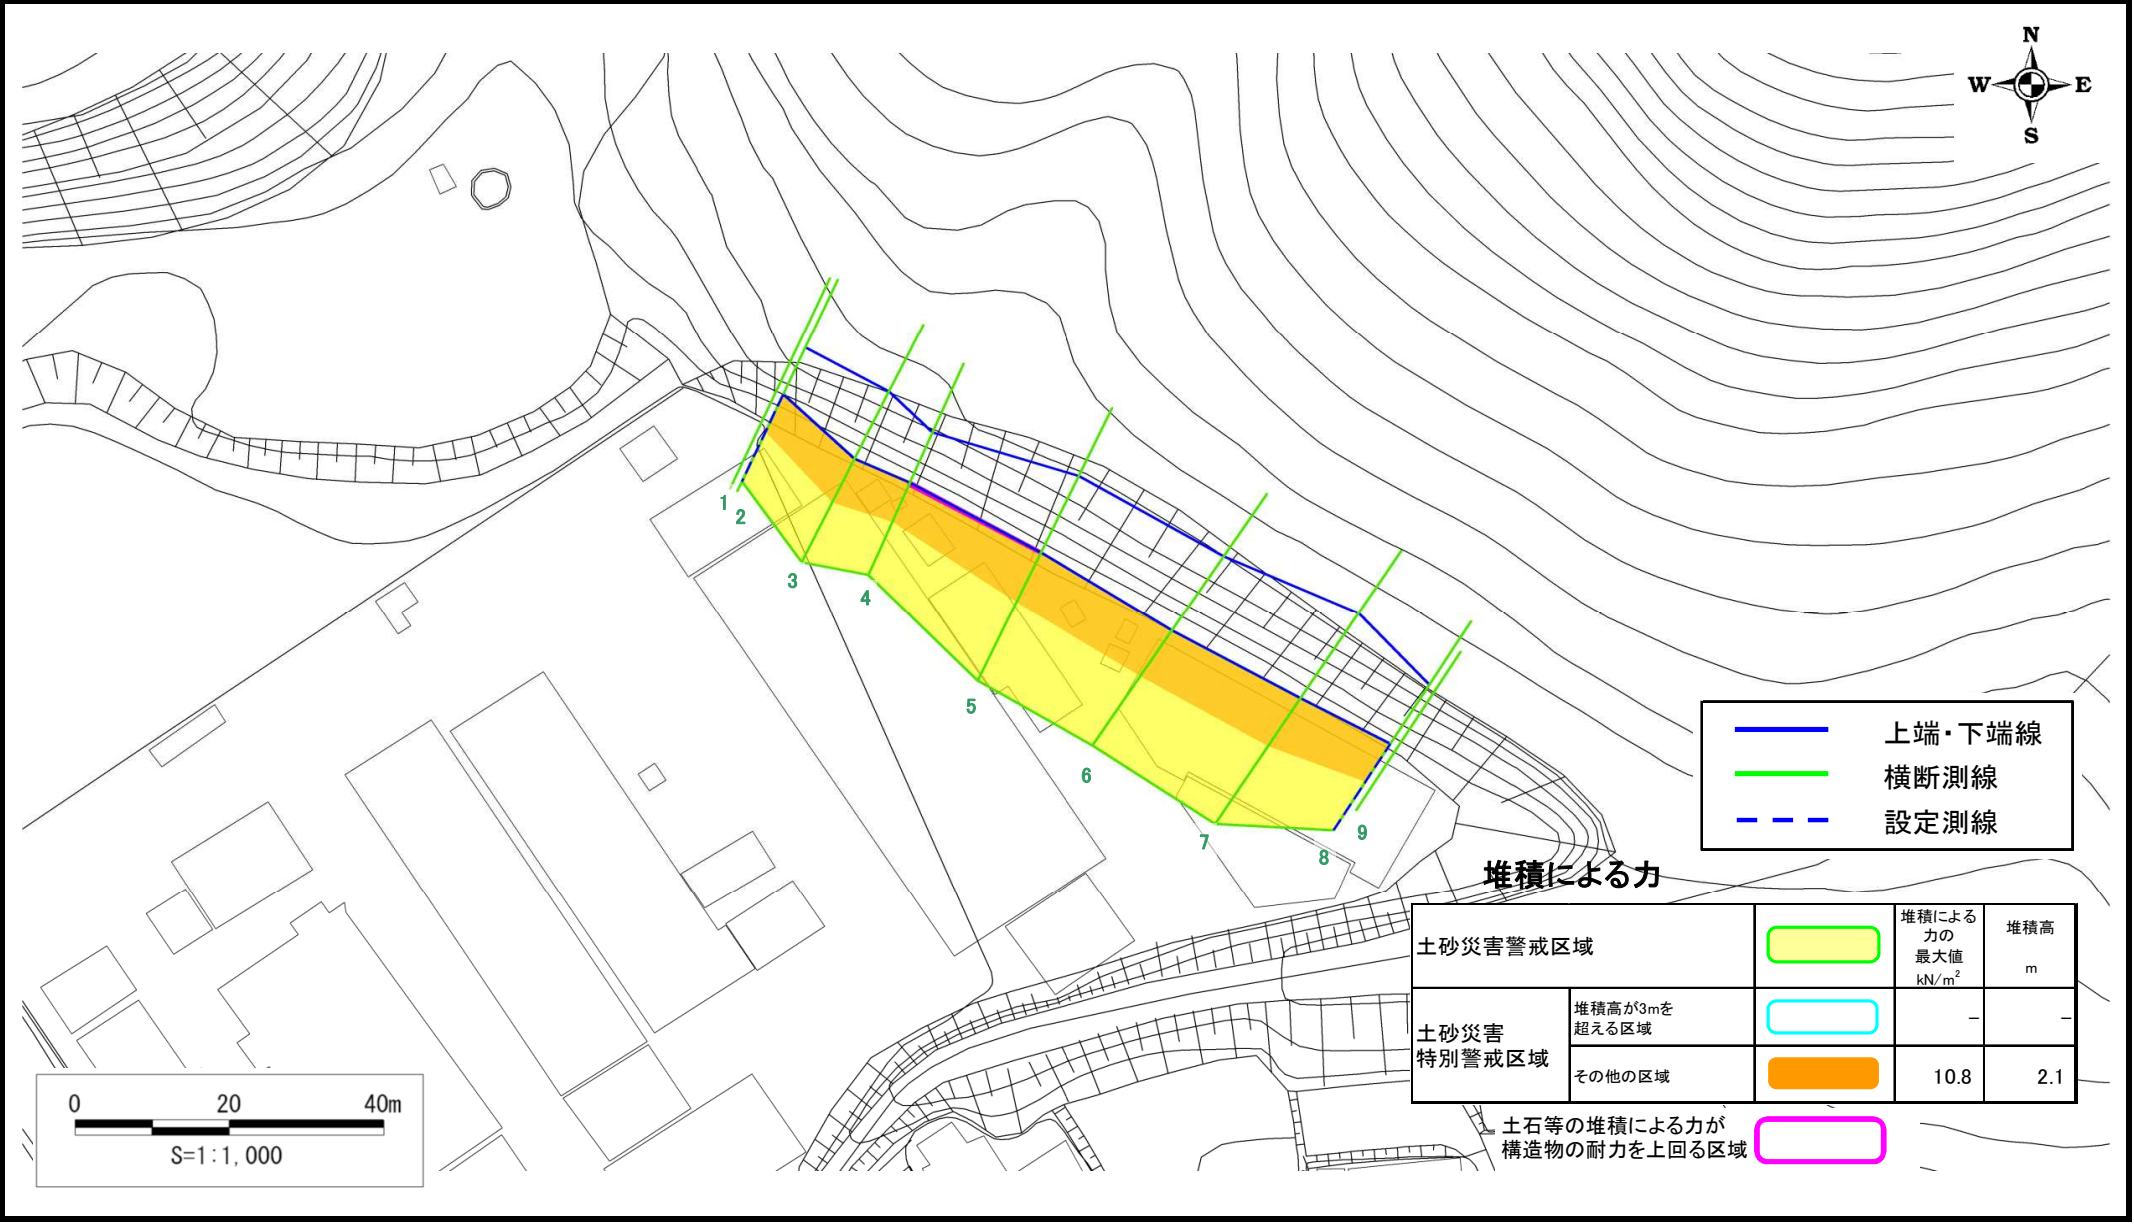 N
W E
S
1
2
3
4
5
6
7
8
9
上端・下端線
横断測線
設定測線
堆積による力
土砂災害警戒区域
堆積による
力の
最大値
kN/m²
堆積高
m
土砂災害
特別警戒区域
堆積高が3mを
超える区域
－ －
その他の区域
10.8 2.1
土石等の堆積による力が
構造物の耐力を上回る区域
0 20 40m
S=1:1,000